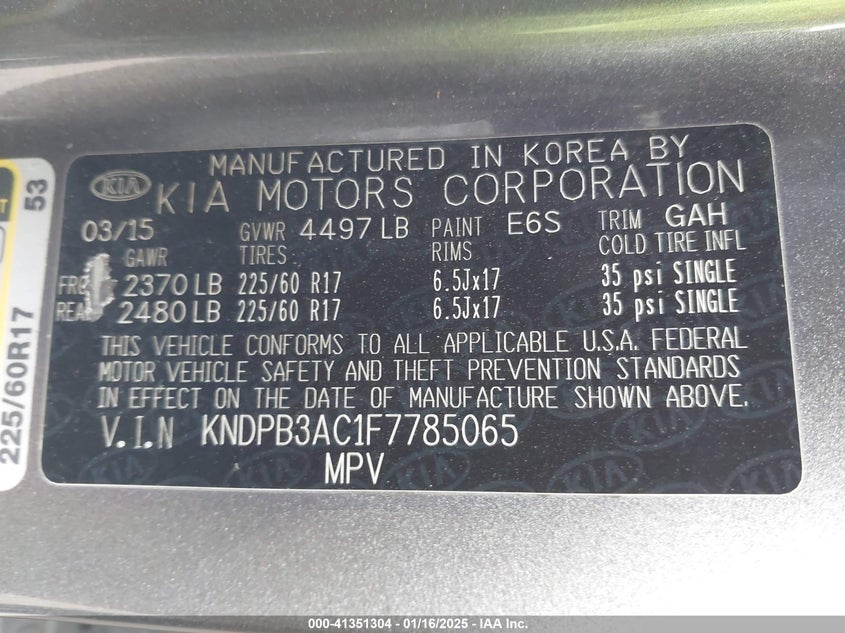 MANUFACTURED IN KOREA BY
KIA KIA MOTORS CORPORATION
03/15 GVWR 4497 LB PAINT E6S TRIM GAH
GAWR TIRES RIMS COLD TIRE INFL
2370 LB 225/60 R17 6.5Jx17 35 psi SINGLE
2480 LB 225/60 R17 6.5Jx17 35 psi SINGLE
THIS VEHICLE CONFORMS TO ALL APPLICABLE U.S.A. FEDERAL
MOTOR VEHICLE SAFETY AND THEFT PREVENTION STANDARDS
IN EFFECT ON THE DATE OF MANUFACTURE SHOWN ABOVE.
V.I.N KNDPB3AC1F7785065
MPV
225/60R17 53
000-41351304 - 01/16/2025 - IAA Inc.